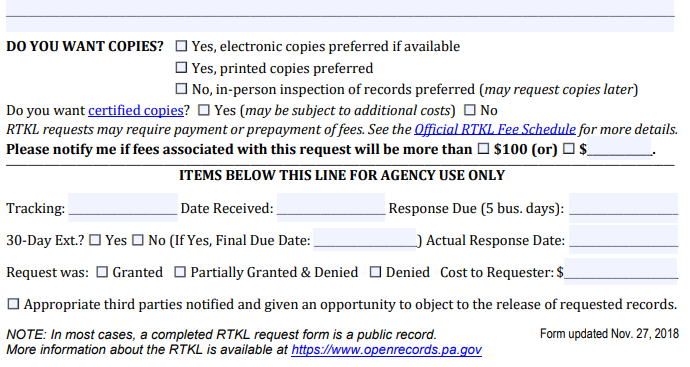 DO YOU WANT COPIES? ☐ Yes, electronic copies preferred if available
☐ Yes, printed copies preferred
☐ No, in-person inspection of records preferred (may request copies later)
Do you want certified copies? ☐ Yes (may be subject to additional costs) ☐ No
RTKL requests may require payment or prepayment of fees. See the Official RTKL Fee Schedule for more details.
Please notify me if fees associated with this request will be more than ☐ $100 (or) ☐ $__________.
ITEMS BELOW THIS LINE FOR AGENCY USE ONLY
Tracking: _________________ Date Received: _________________ Response Due (5 bus. days): _________________
30-Day Ext.? ☐ Yes ☐ No (If Yes, Final Due Date: ________________) Actual Response Date: _________________
Request was: ☐ Granted ☐ Partially Granted & Denied ☐ Denied Cost to Requester: $_________________
☐ Appropriate third parties notified and given an opportunity to object to the release of requested records.
NOTE: In most cases, a completed RTKL request form is a public record. Form updated Nov. 27, 2018
More information about the RTKL is available at https://www.openrecords.pa.gov